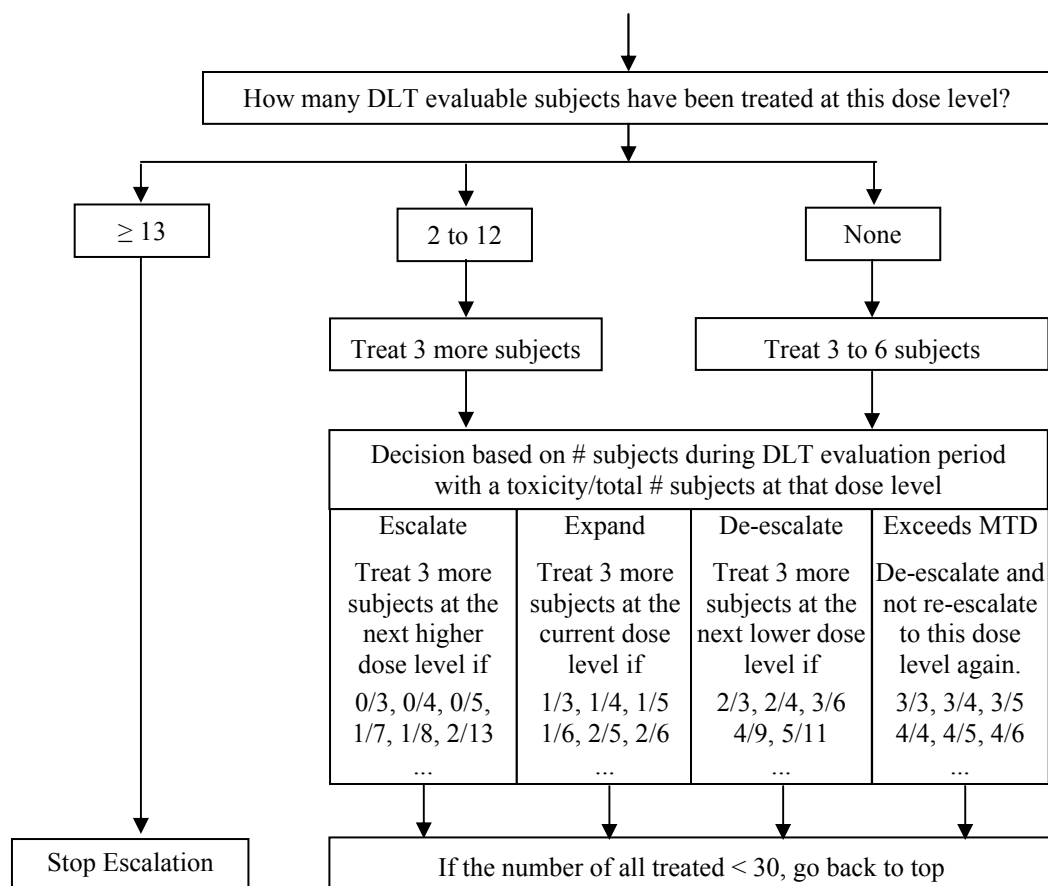 How many DLT evaluable subjects have been treated at this dose level?
≥ 13
2 to 12
None
Treat 3 more subjects
Treat 3 to 6 subjects
Decision based on # subjects during DLT evaluation period
with a toxicity/total # subjects at that dose level
Escalate
Treat 3 more
subjects at the
next higher
dose level if
0/3, 0/4, 0/5,
1/7, 1/8, 2/13
...
Expand
Treat 3 more
subjects at the
current dose
level if
1/3, 1/4, 1/5
1/6, 2/5, 2/6
...
De-escalate
Treat 3 more
subjects at the
next lower dose
level if
2/3, 2/4, 3/6
4/9, 5/11
...
Exceeds MTD
De-escalate and
not re-escalate
to this dose
level again.
3/3, 3/4, 3/5
4/4, 4/5, 4/6
...
Stop Escalation
If the number of all treated < 30, go back to top